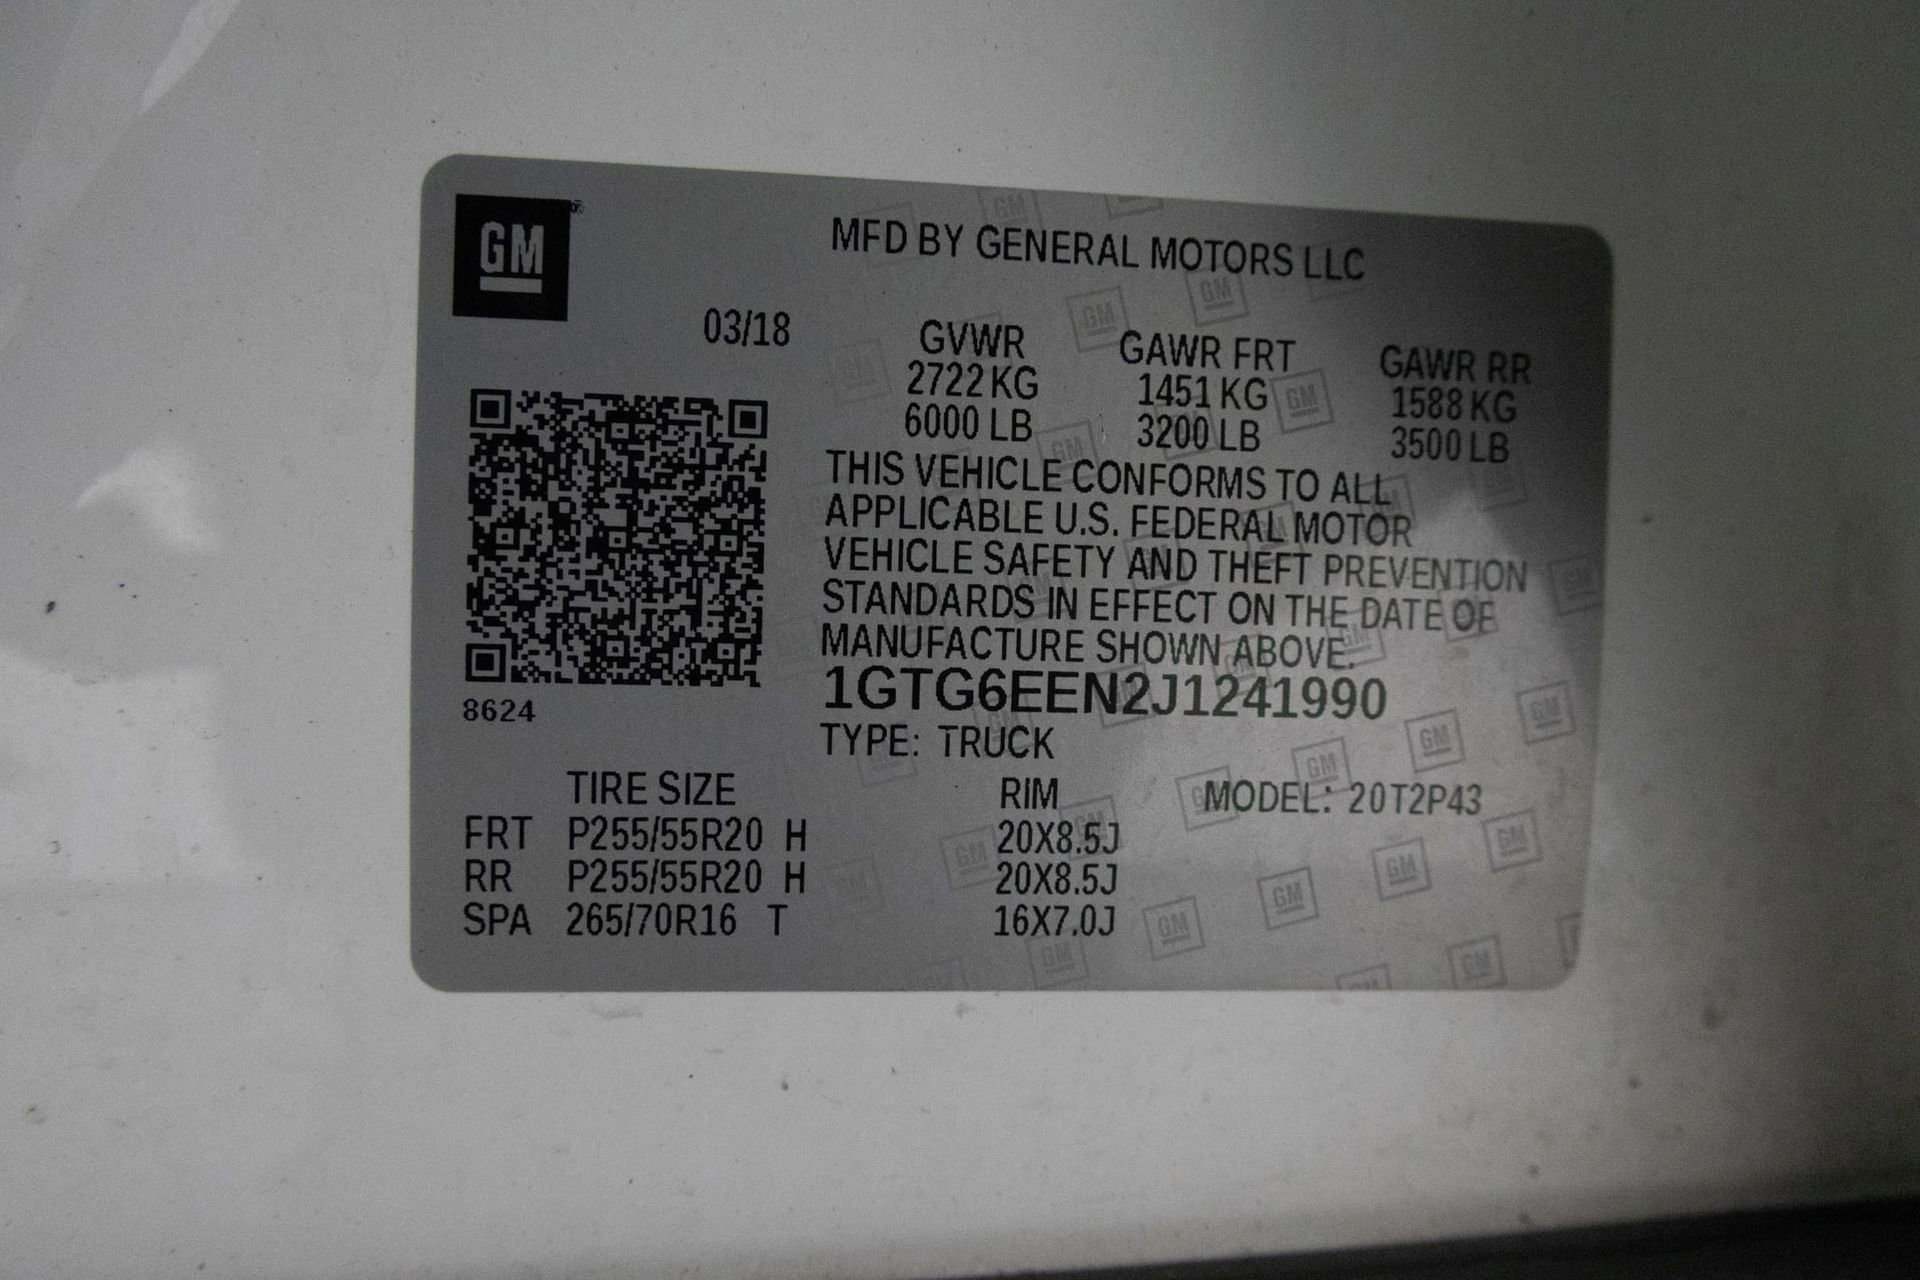 GM
MFD BY GENERAL MOTORS LLC
03/18
GVWR GAWR FRT GAWR RR
2722 KG 1451 KG 1588 KG
6000 LB 3200 LB 3500 LB
THIS VEHICLE CONFORMS TO ALL
APPLICABLE U.S. FEDERAL MOTOR
VEHICLE SAFETY AND THEFT PREVENTION
STANDARDS IN EFFECT ON THE DATE OF
MANUFACTURE SHOWN ABOVE.
1GTG6EEN2J1241990
8624
TYPE: TRUCK
TIRE SIZE RIM MODEL: 20T2P43
FRT P255/55R20 H 20X8.5J
RR P255/55R20 H 20X8.5J
SPA 265/70R16 T 16X7.0J